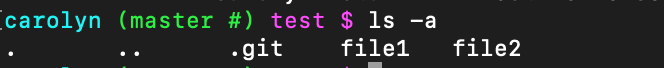 carolyn (master #) test $ ls -a
.       ..      .git    file1   file2